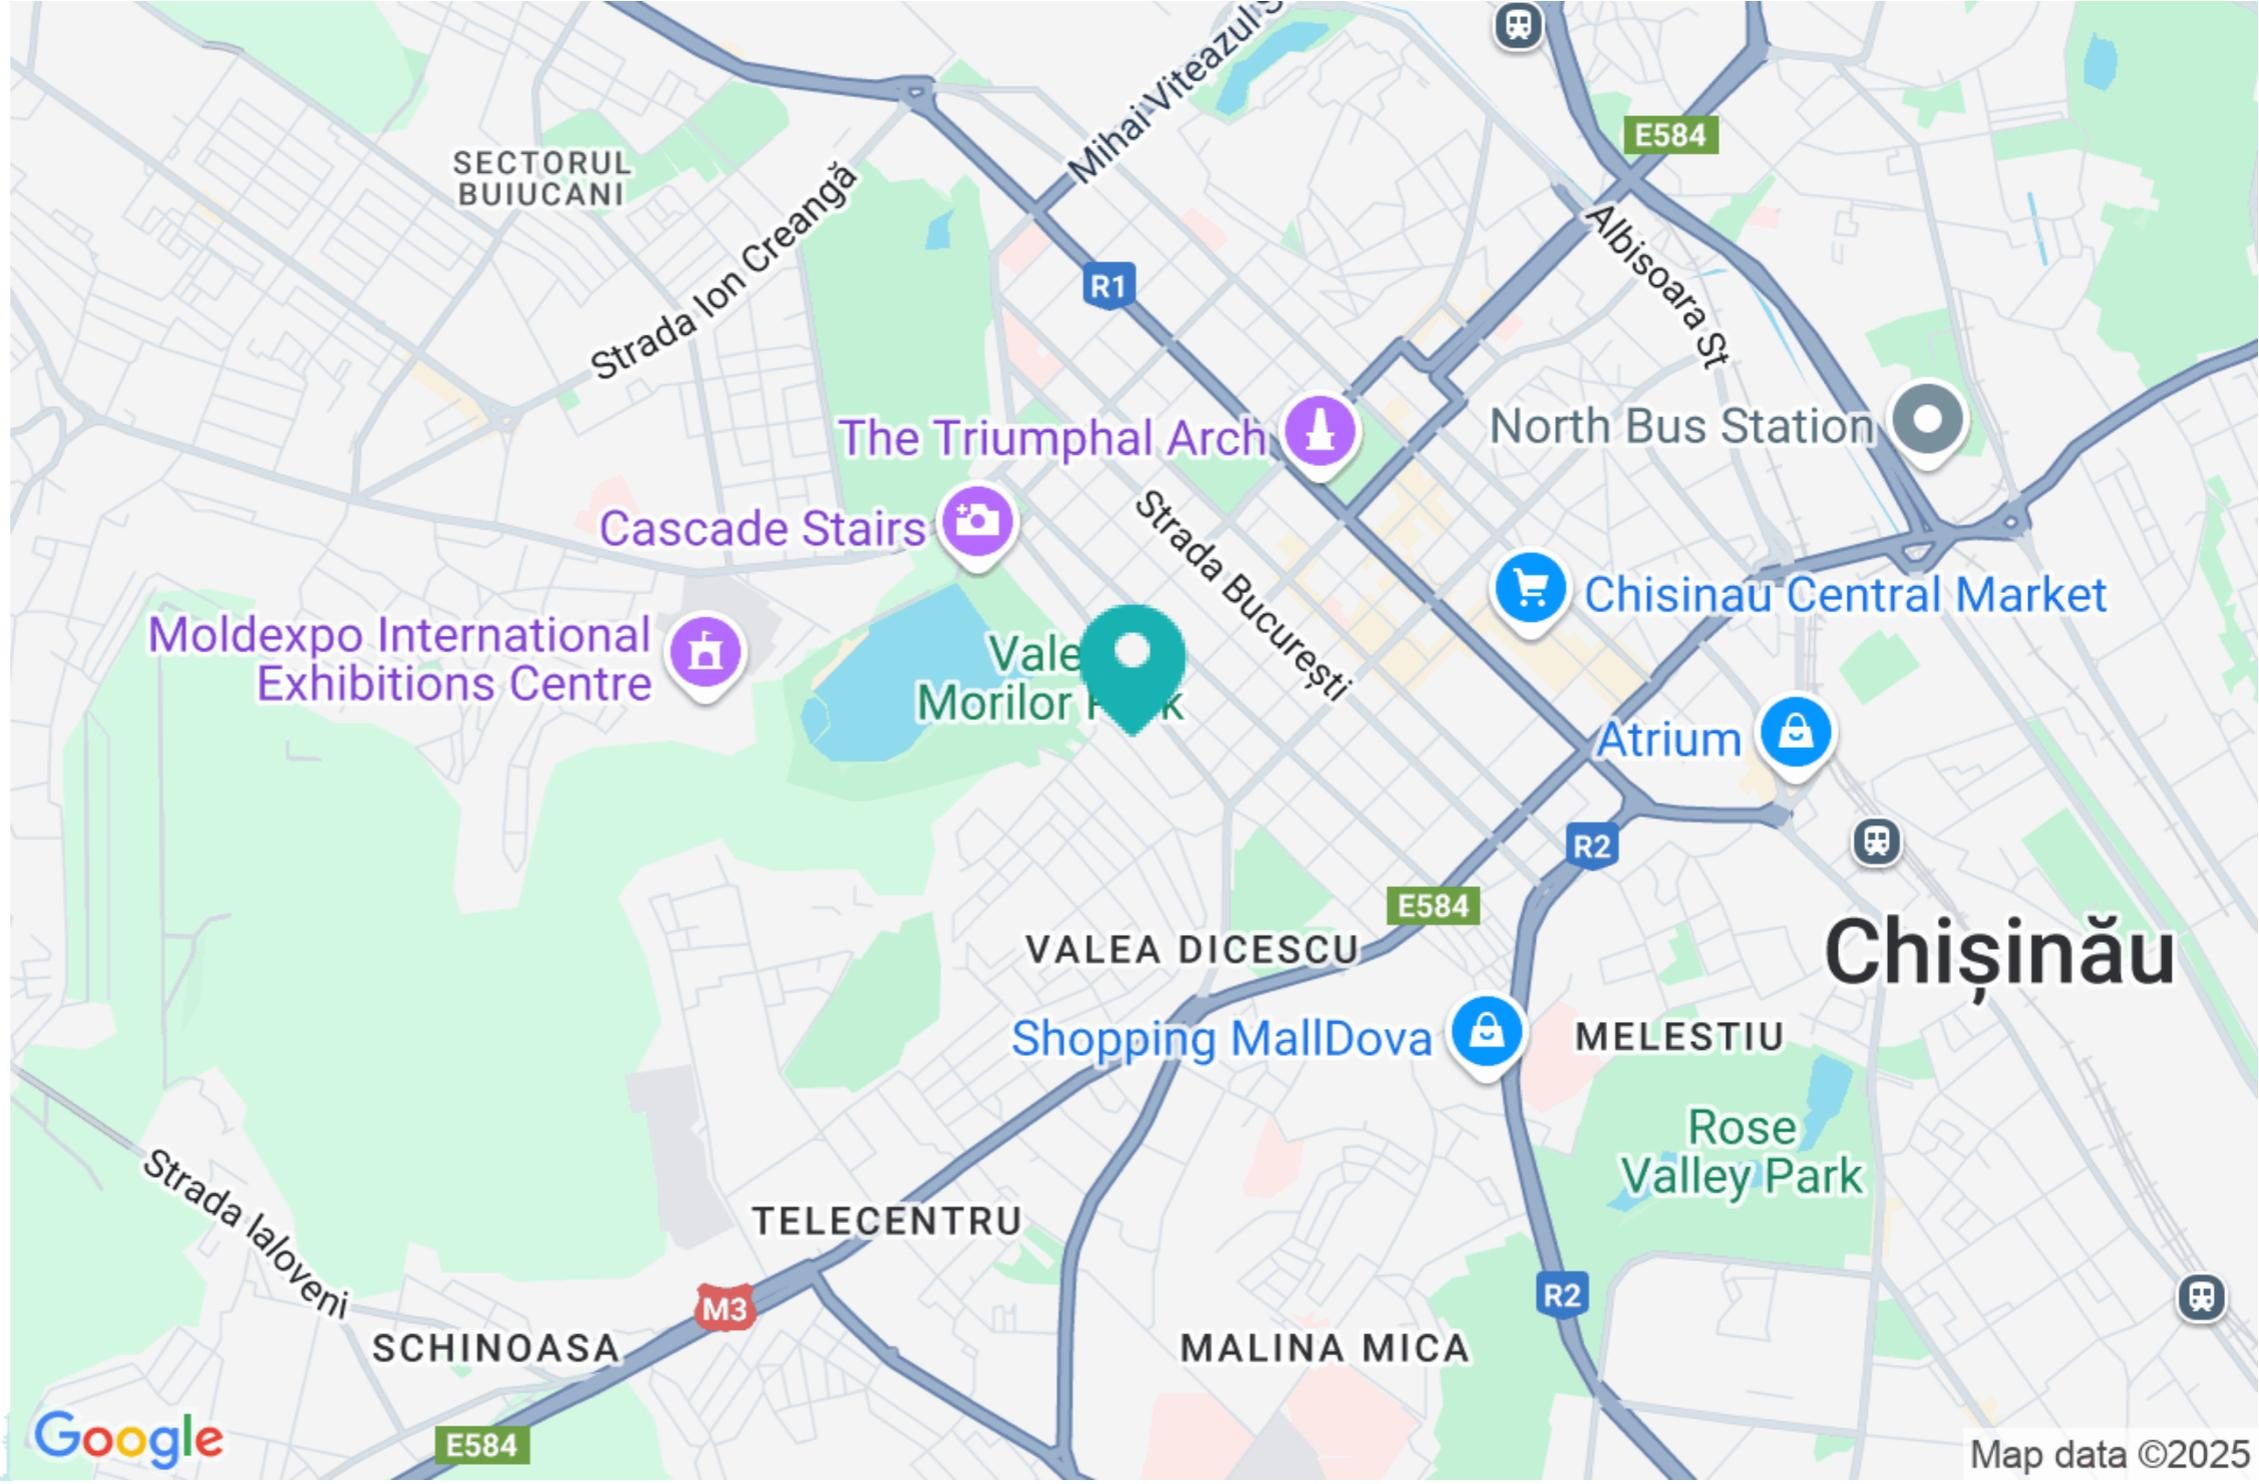 Mihai Viteazul S
E584
SECTORUL
BUIUCANI
Strada Ion Creangă
Albisoara St
R1
The Triumphal Arch
North Bus Station
Cascade Stairs
Strada București
Chisinau Central Market
Moldexpo International
Exhibitions Centre
Vale
Morilor Park
Atrium
R2
E584
VALEA DICESCU
Chișinău
Shopping MallDova
MELESTIU
Rose
Valley Park
Strada Ialoveni
TELECENTRU
M3
R2
SCHINOASA
MALINA MICA
Google
E584
Map data ©2025